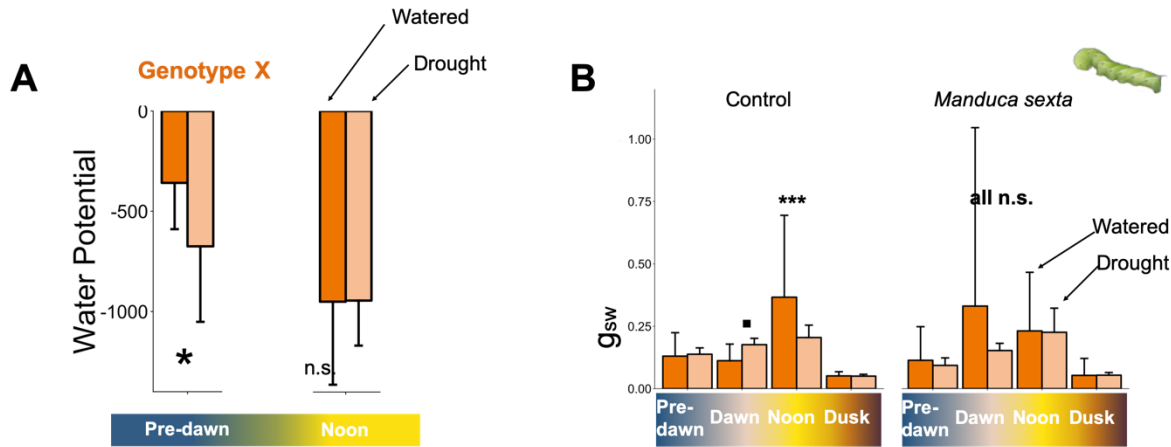 A
Genotype X
Watered
Drought
Water Potential
0
-500
-1000
*
n.s.
Pre-dawn
Noon
B
Control
Manduca sexta
gsw
1.00
0.75
0.50
0.25
0.00
***
all n.s.
Watered
Drought
Pre-
dawn
Dawn
Noon
Dusk
Pre-
dawn
Dawn
Noon
Dusk